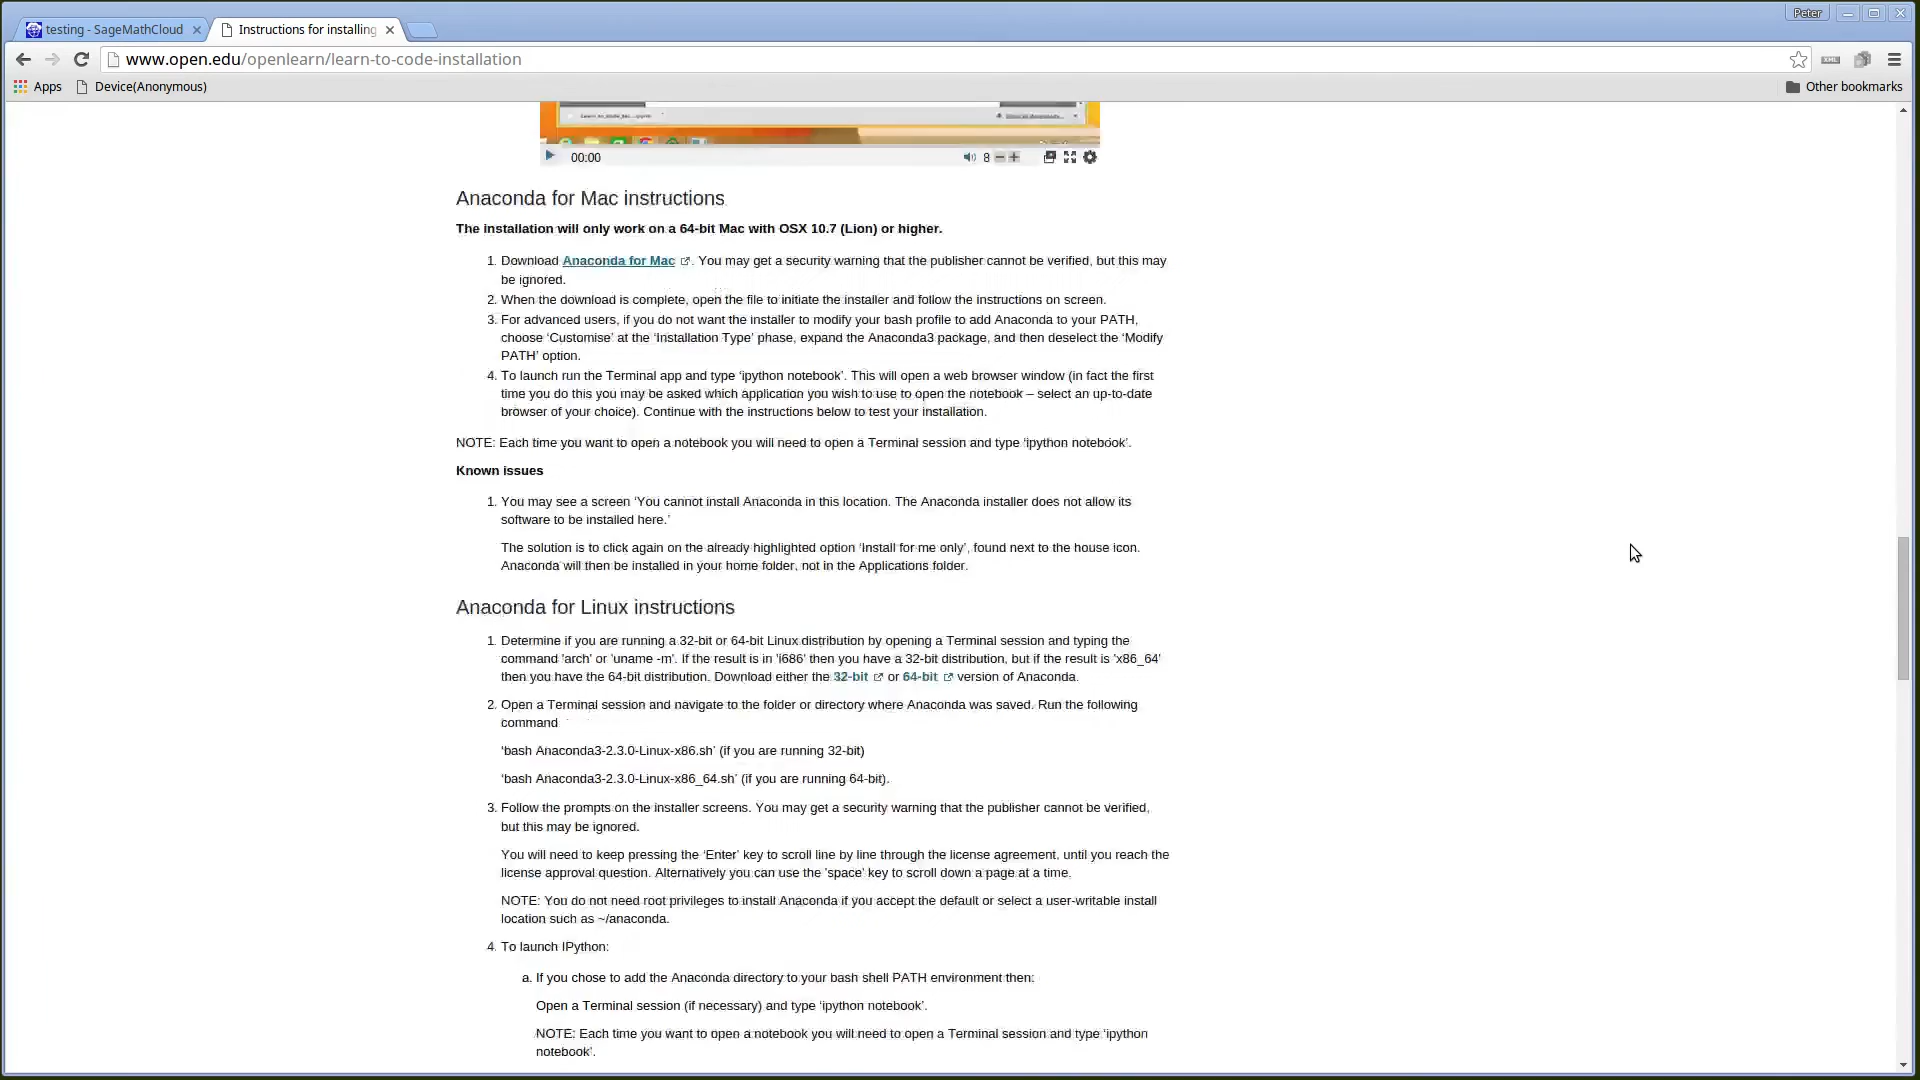 Peter
testing - SageMathCloud
Instructions for installing
www.open.edu/openlearn/learn-to-code-installation
Apps
Device(Anonymous)
Other bookmarks
00:00
8
Anaconda for Mac instructions
The installation will only work on a 64-bit Mac with OSX 10.7 (Lion) or higher.
1. Download Anaconda for Mac . You may get a security warning that the publisher cannot be verified, but this may
be ignored.
2. When the download is complete, open the file to initiate the installer and follow the instructions on screen.
3. For advanced users, if you do not want the installer to modify your bash profile to add Anaconda to your PATH,
choose ‘Customise’ at the ‘Installation Type’ phase, expand the Anaconda3 package, and then deselect the ‘Modify
PATH’ option.
4. To launch run the Terminal app and type ‘ipython notebook’. This will open a web browser window (in fact the first
time you do this you may be asked which application you wish to use to open the notebook – select an up-to-date
browser of your choice). Continue with the instructions below to test your installation.
NOTE: Each time you want to open a notebook you will need to open a Terminal session and type ‘ipython notebook’.
Known issues
1. You may see a screen ‘You cannot install Anaconda in this location. The Anaconda installer does not allow its
software to be installed here.’
The solution is to click again on the already highlighted option ‘Install for me only’, found next to the house icon.
Anaconda will then be installed in your home folder, not in the Applications folder.
Anaconda for Linux instructions
1. Determine if you are running a 32-bit or 64-bit Linux distribution by opening a Terminal session and typing the
command 'arch' or 'uname -m'. If the result is in 'i686' then you have a 32-bit distribution, but if the result is 'x86_64'
then you have the 64-bit distribution. Download either the 32-bit or 64-bit version of Anaconda.
2. Open a Terminal session and navigate to the folder or directory where Anaconda was saved. Run the following
command
‘bash Anaconda3-2.3.0-Linux-x86.sh’ (if you are running 32-bit)
‘bash Anaconda3-2.3.0-Linux-x86_64.sh’ (if you are running 64-bit).
3. Follow the prompts on the installer screens. You may get a security warning that the publisher cannot be verified,
but this may be ignored.
You will need to keep pressing the ‘Enter’ key to scroll line by line through the license agreement, until you reach the
license approval question. Alternatively you can use the 'space' key to scroll down a page at a time.
NOTE: You do not need root privileges to install Anaconda if you accept the default or select a user-writable install
location such as ~/anaconda.
4. To launch IPython:
a. If you chose to add the Anaconda directory to your bash shell PATH environment then:
Open a Terminal session (if necessary) and type ‘ipython notebook’.
NOTE: Each time you want to open a notebook you will need to open a Terminal session and type ‘ipython
notebook’.